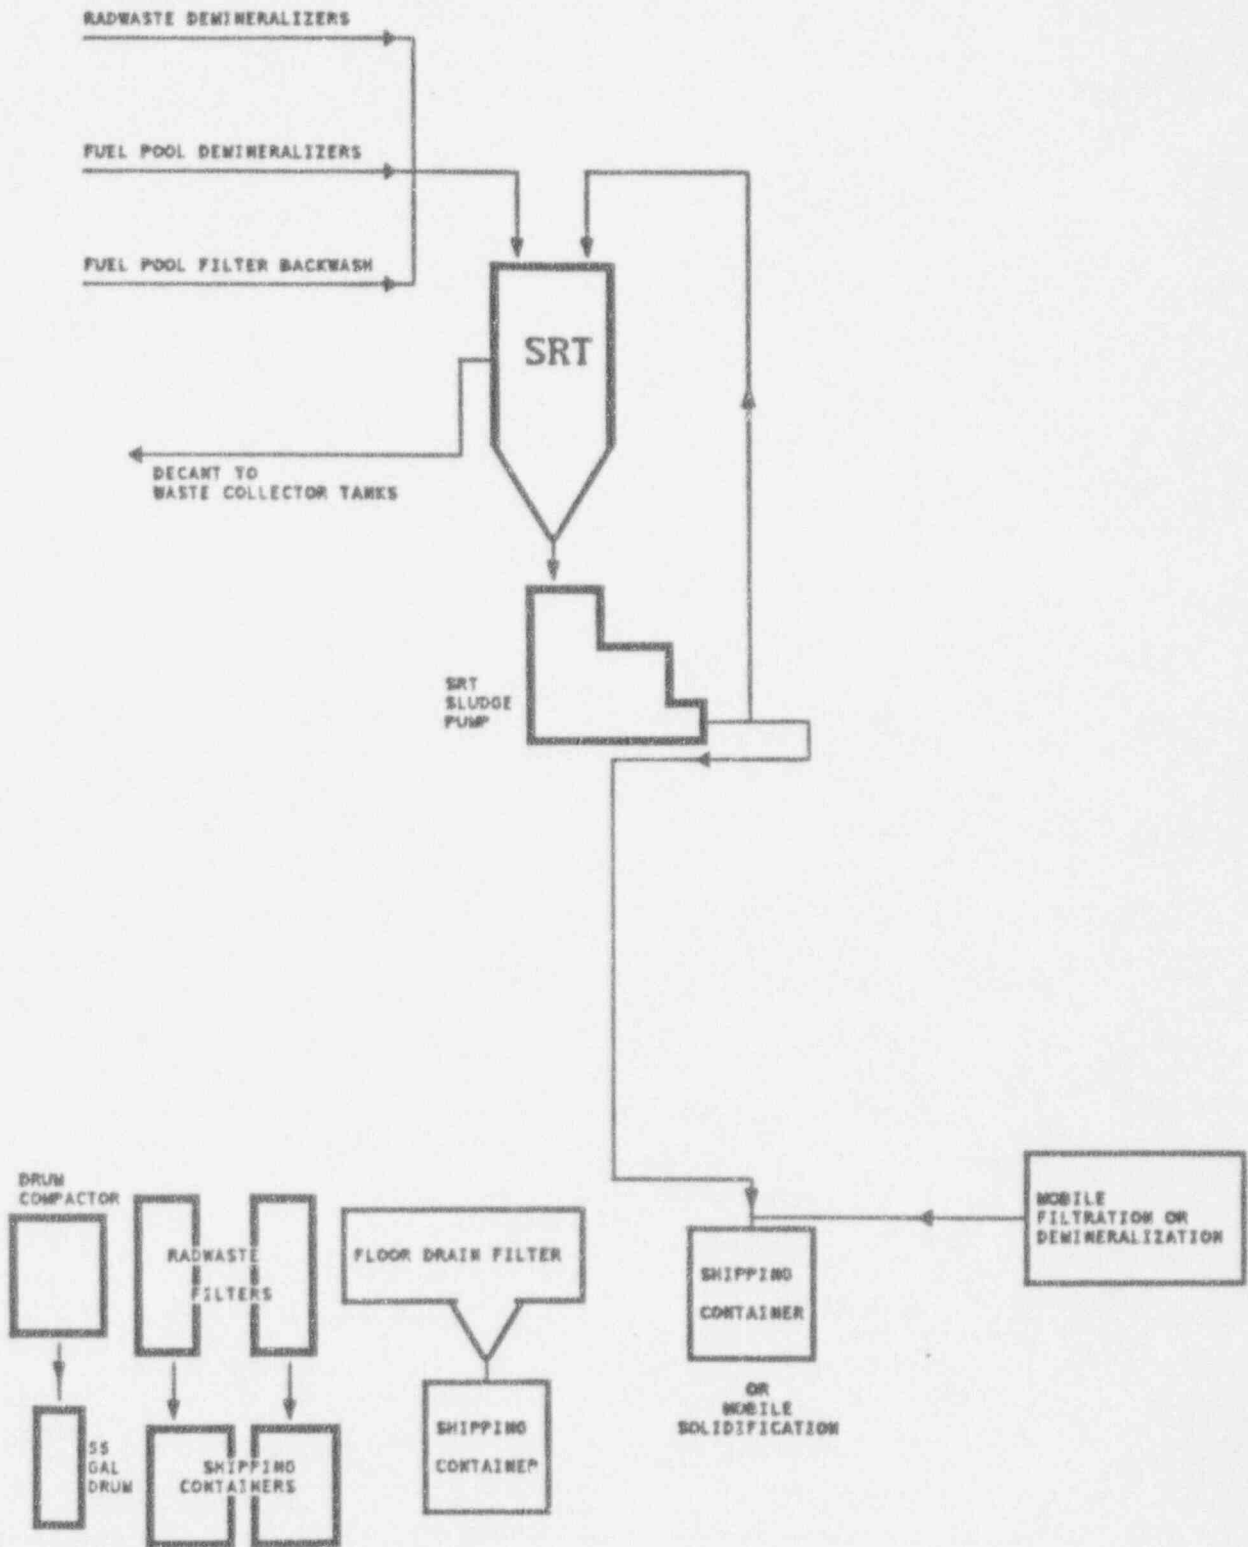 RADWASTE DEMINERALIZERS
FUEL POOL DEMINERALIZERS
FUEL POOL FILTER BACKWASH
SRT
DECANT TO
WASTE COLLECTOR TANKS
SRT
SLUDGE
PUMP
DRUM
COMPACTOR
RADWASTE
FILTERS
FLOOR DRAIN FILTER
MOBILE
FILTRATION OR
DEMINERALIZATION
SHIPPING
CONTAINER
OR
MOBILE
SOLIDIFICATION
55
GAL
DRUM
SHIPPING
CONTAINERS
SHIPPING
CONTAINER